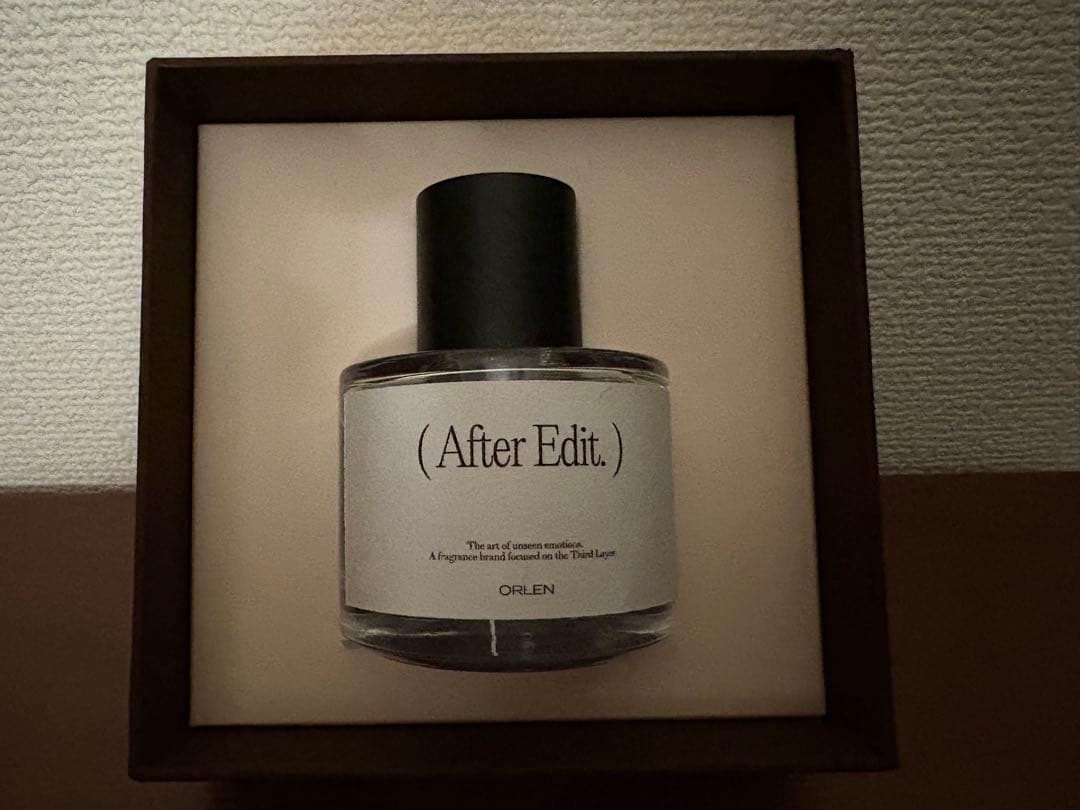 ( After Edit. )
The art of unseen emotions.
A fragrance brand focused on the Third Layer
ORLEN